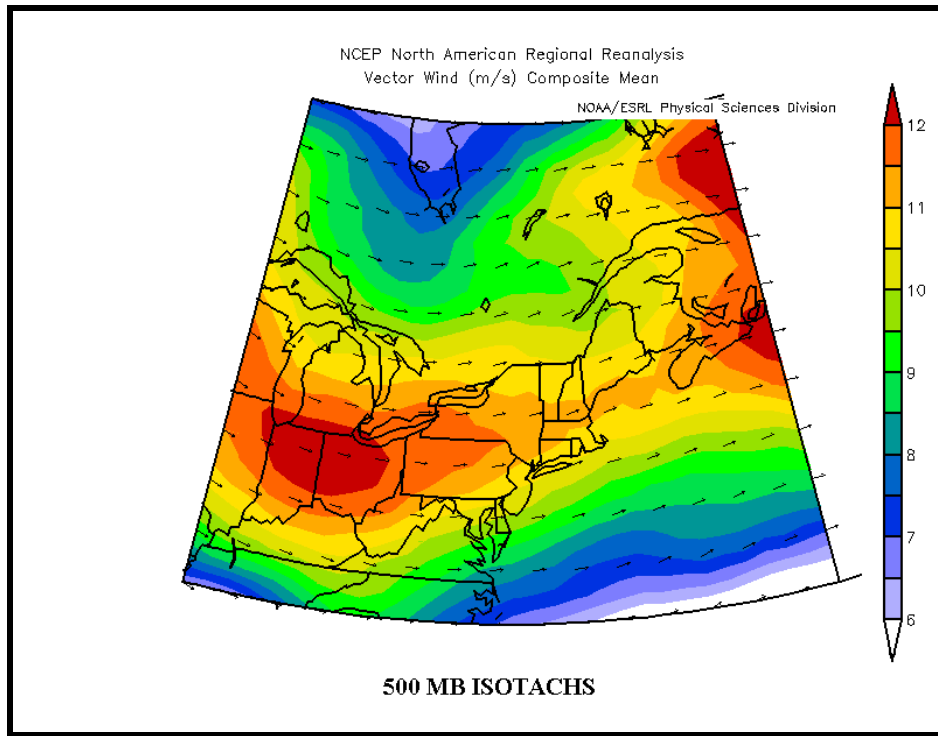 NCEP North American Regional Reanalysis
Vector Wind (m/s) Composite Mean
NOAA/ESRL Physical Sciences Division
12
11
10
9
8
7
6
500 MB ISOTACHS